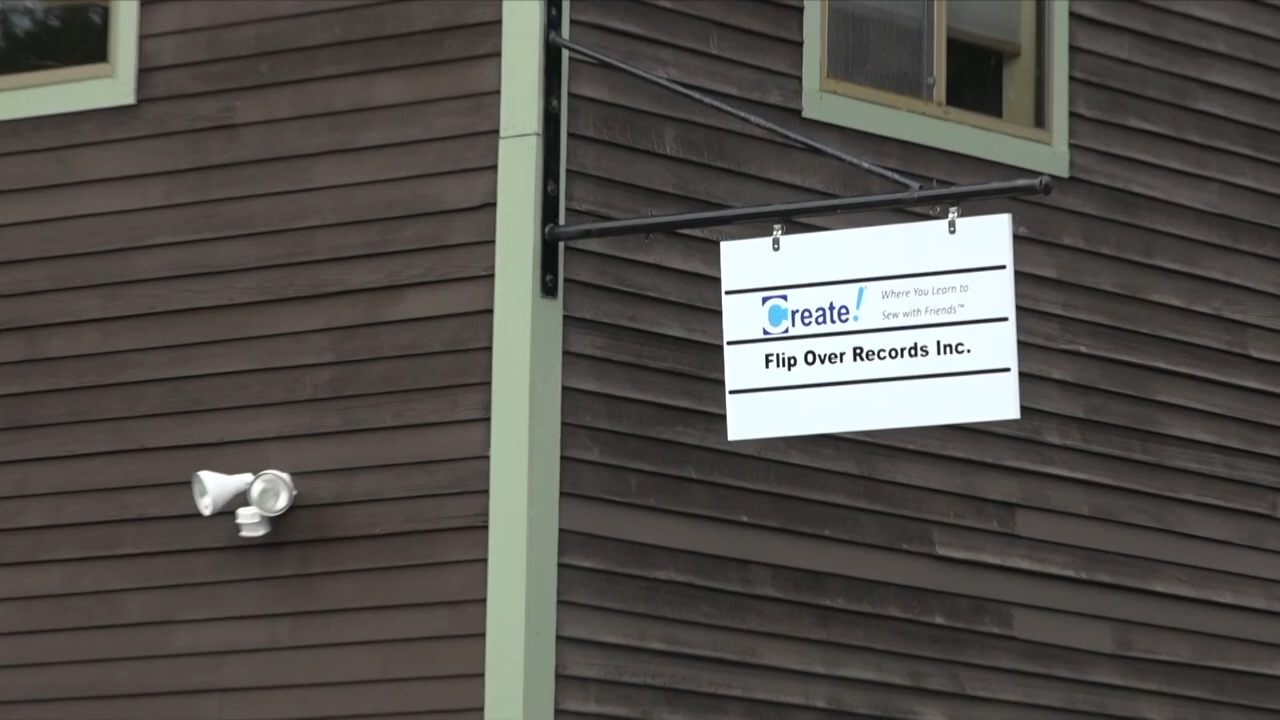 Create!
Where You Learn to
Sew with Friends™
Flip Over Records Inc.